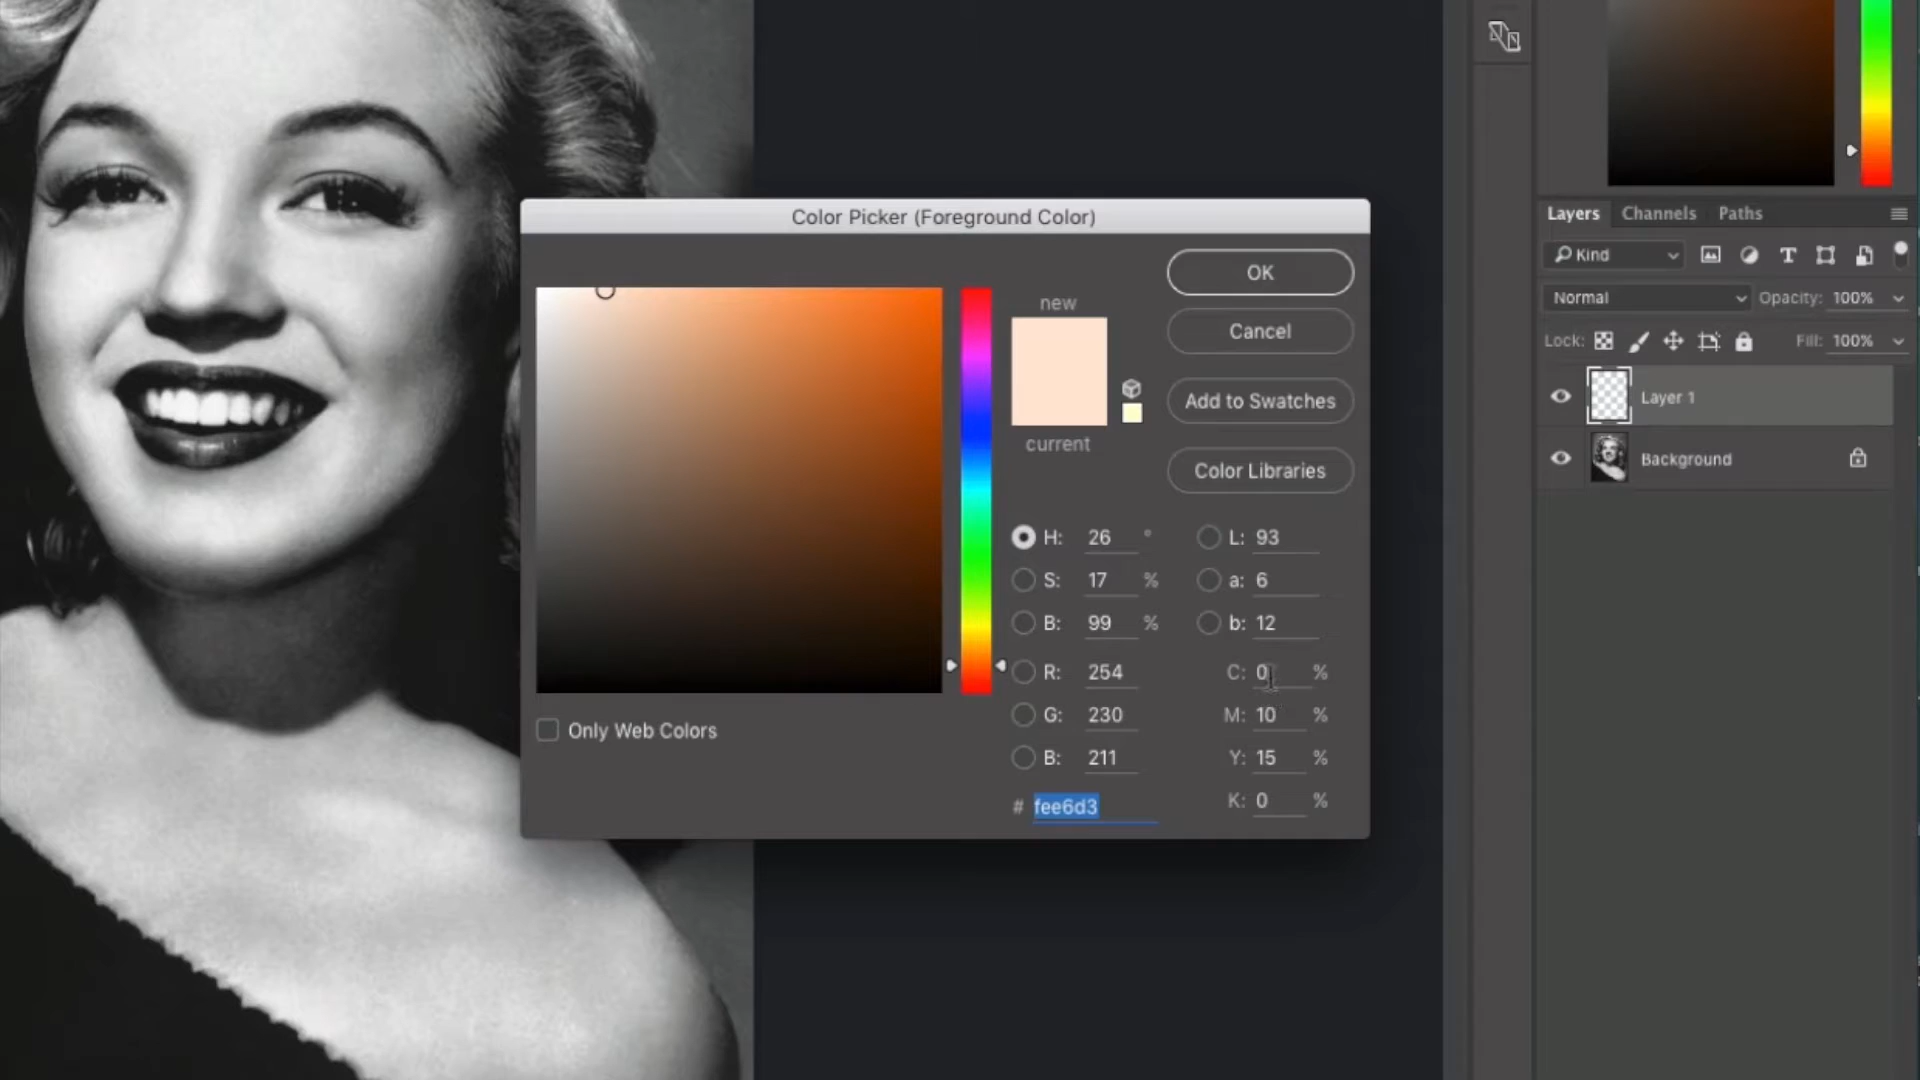 Color Picker (Foreground Color)
new
current
OK
Cancel
Add to Swatches
Color Libraries
H: 26 °
S: 17 %
B: 99 %
R: 254
G: 230
B: 211
# fee6d3
L: 93
a: 6
b: 12
C: 0 %
M: 10 %
Y: 15 %
K: 0 %
Only Web Colors
Layers Channels Paths
Kind
Normal Opacity: 100%
Lock: Fill: 100%
Layer 1
Background